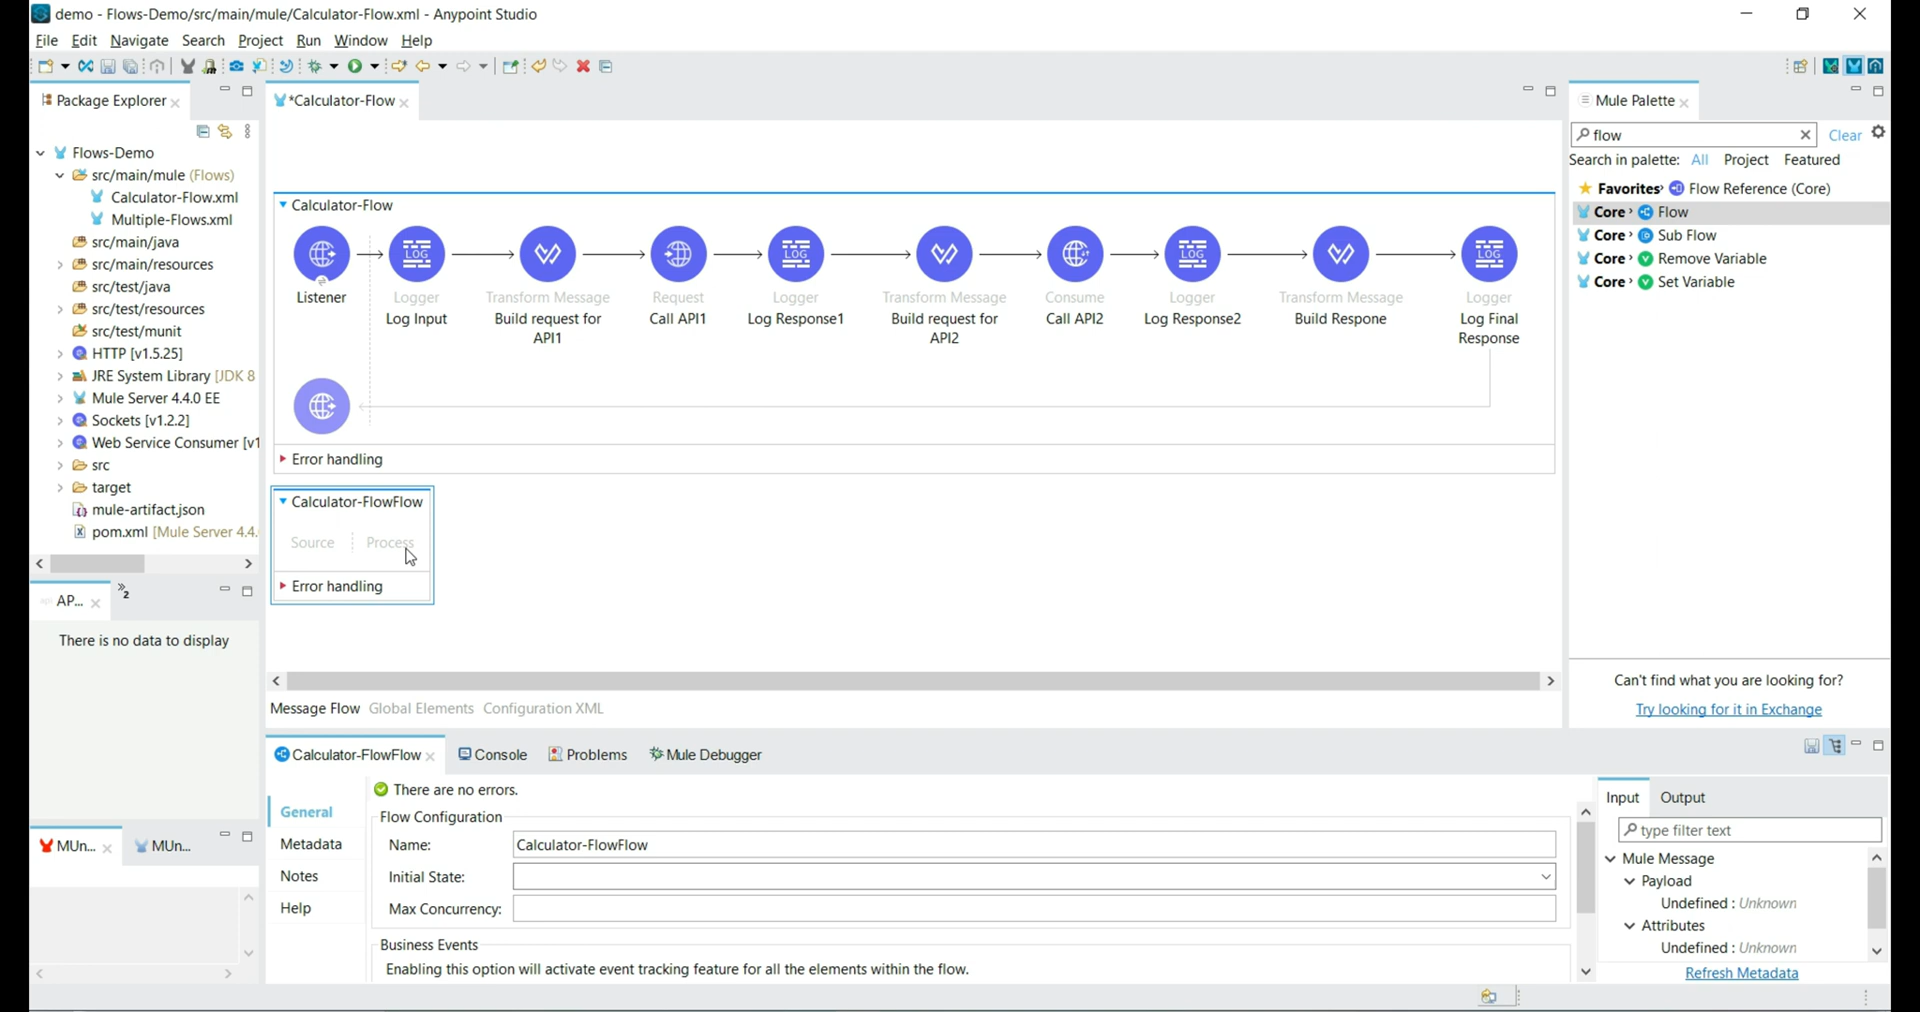 demo - Flows-Demo/src/main/mule/Calculator-Flow.xml - Anypoint Studio
File Edit Navigate Search Project Run Window Help
Package Explorer
Flows-Demo
src/main/mule (Flows)
Calculator-Flow.xml
Multiple-Flows.xml
src/main/java
src/main/resources
src/test/java
src/test/resources
src/test/munit
HTTP [v1.5.25]
JRE System Library [JDK 8
Mule Server 4.4.0 EE
Sockets [v1.2.2]
Web Service Consumer [v1
src
target
mule-artifact.json
pom.xml [Mule Server 4.4.
AP...
2
There is no data to display
MUn... MUn...
*Calculator-Flow
Calculator-Flow
LOG LOG LOG LOG
Listener
Logger Transform Message Request Logger Transform Message Consume Logger Transform Message Logger
Log Input Build request for Call API1 Log Response1 Build request for Call API2 Log Response2 Build Respone Log Final
API1 API2 Response
Error handling
Calculator-FlowFlow
Source Process
Error handling
Message Flow Global Elements Configuration XML
Mule Palette
flow
Clear
Search in palette: All Project Featured
Favorites Flow Reference (Core)
Core Flow
Core Sub Flow
Core Remove Variable
Core Set Variable
Can't find what you are looking for?
Try looking for it in Exchange
Calculator-FlowFlow Console Problems Mule Debugger
There are no errors.
General
Metadata
Notes
Help
Flow Configuration
Name: Calculator-FlowFlow
Initial State:
Max Concurrency:
Business Events
Enabling this option will activate event tracking feature for all the elements within the flow.
Input Output
type filter text
Mule Message
Payload
Undefined : Unknown
Attributes
Undefined : Unknown
Refresh Metadata